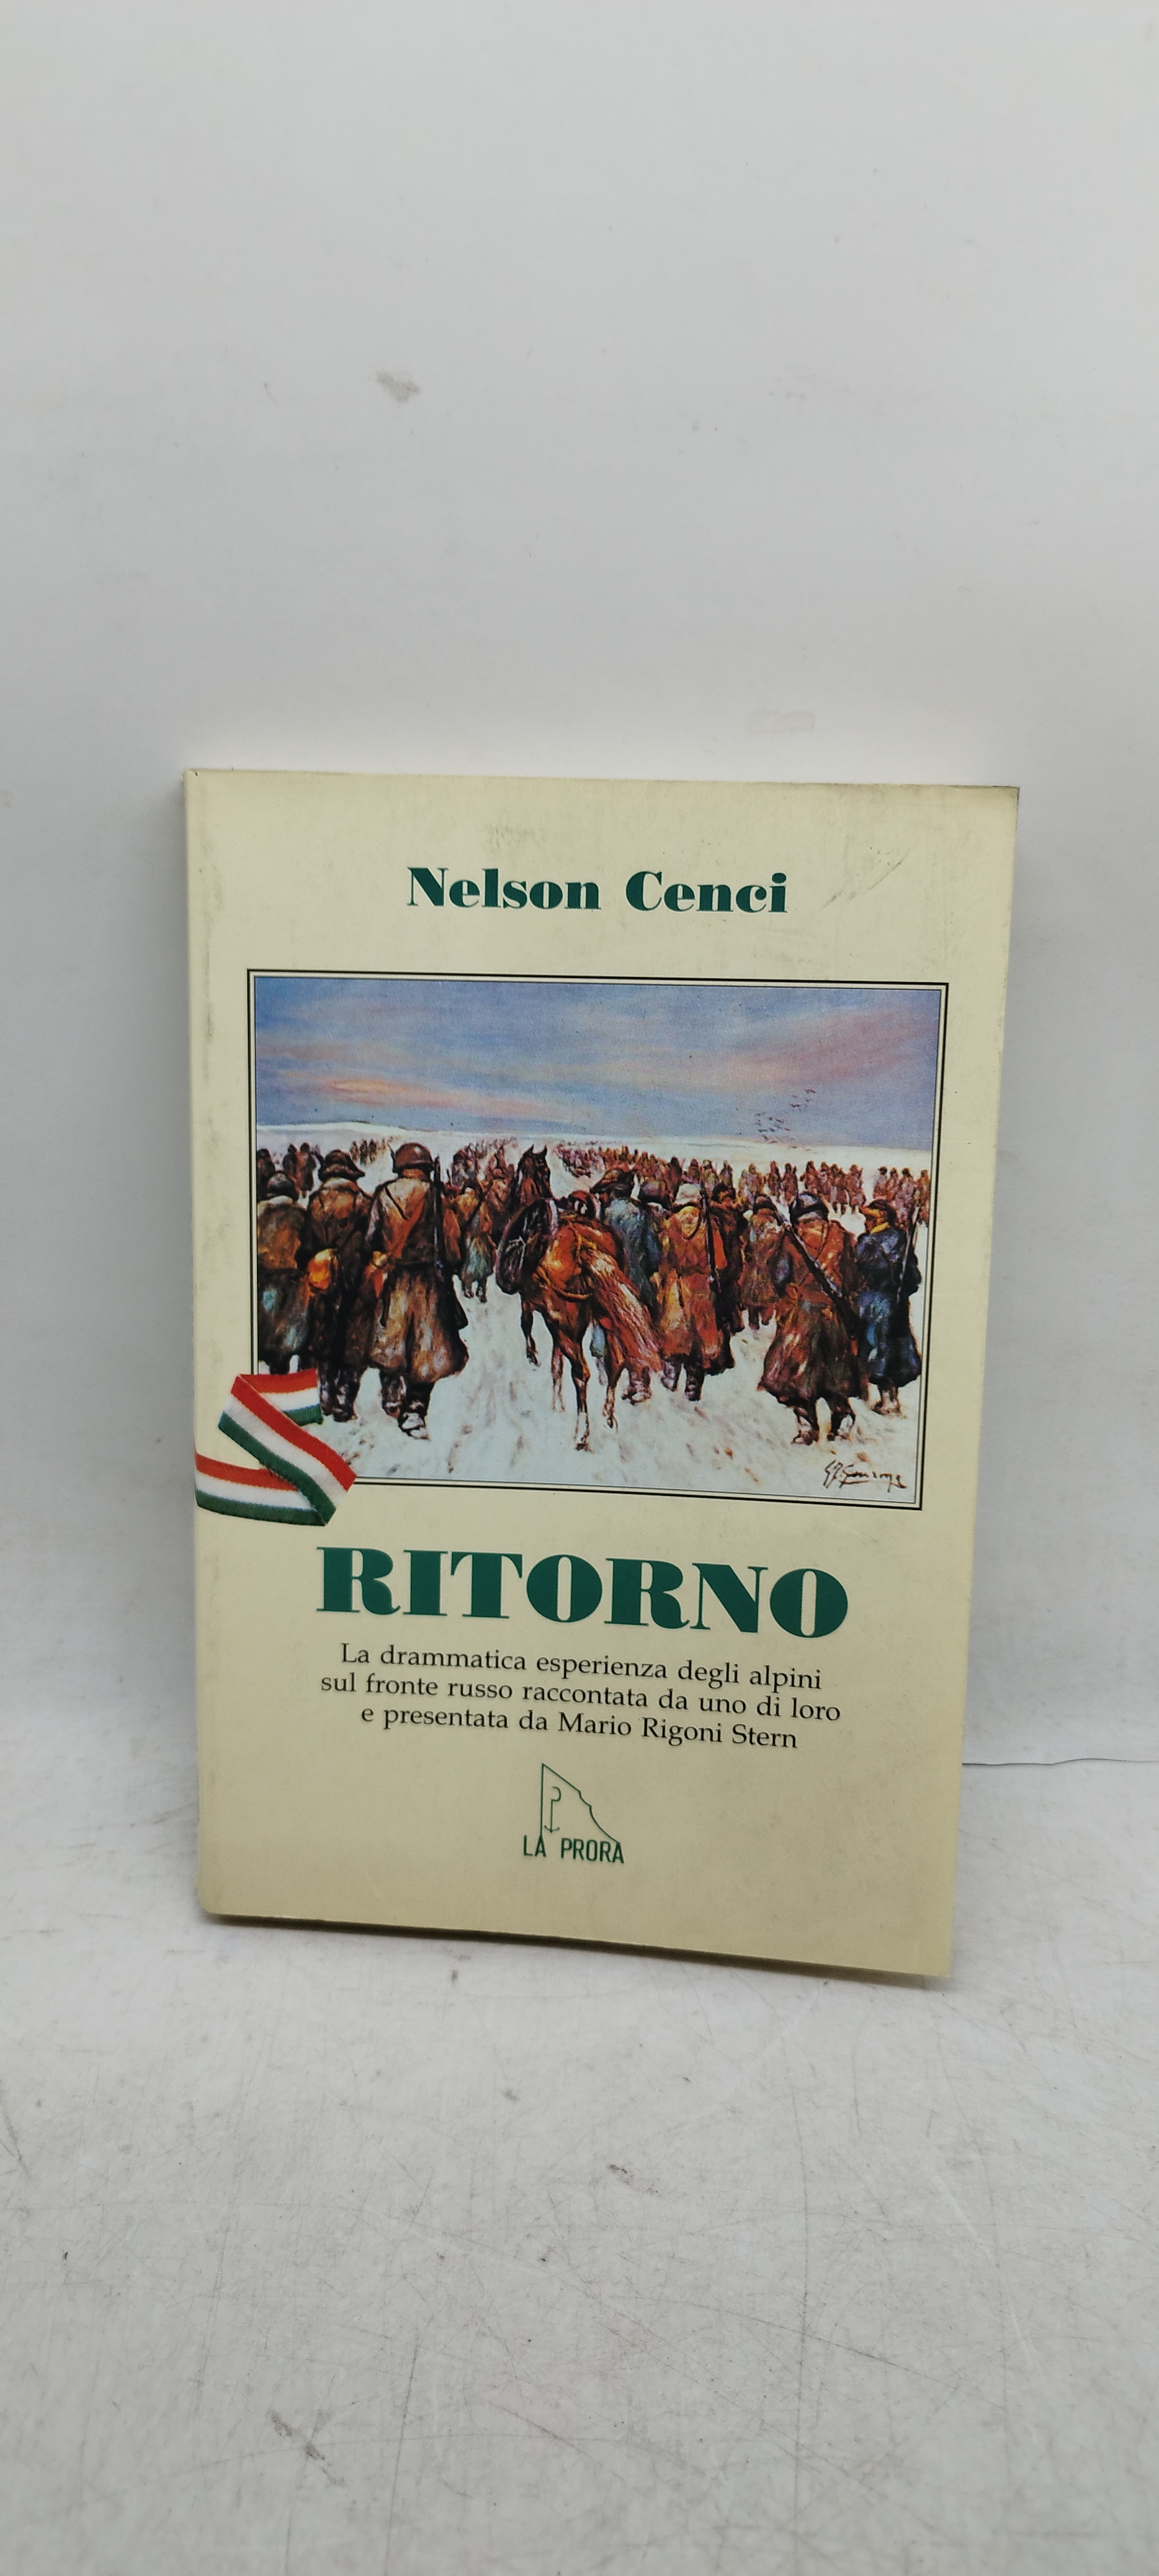 Nelson Cenci
RITORNO
La drammatica esperienza degli alpini
sul fronte russo raccontata da uno di loro
e presentata da Mario Rigoni Stern
LA PRORA